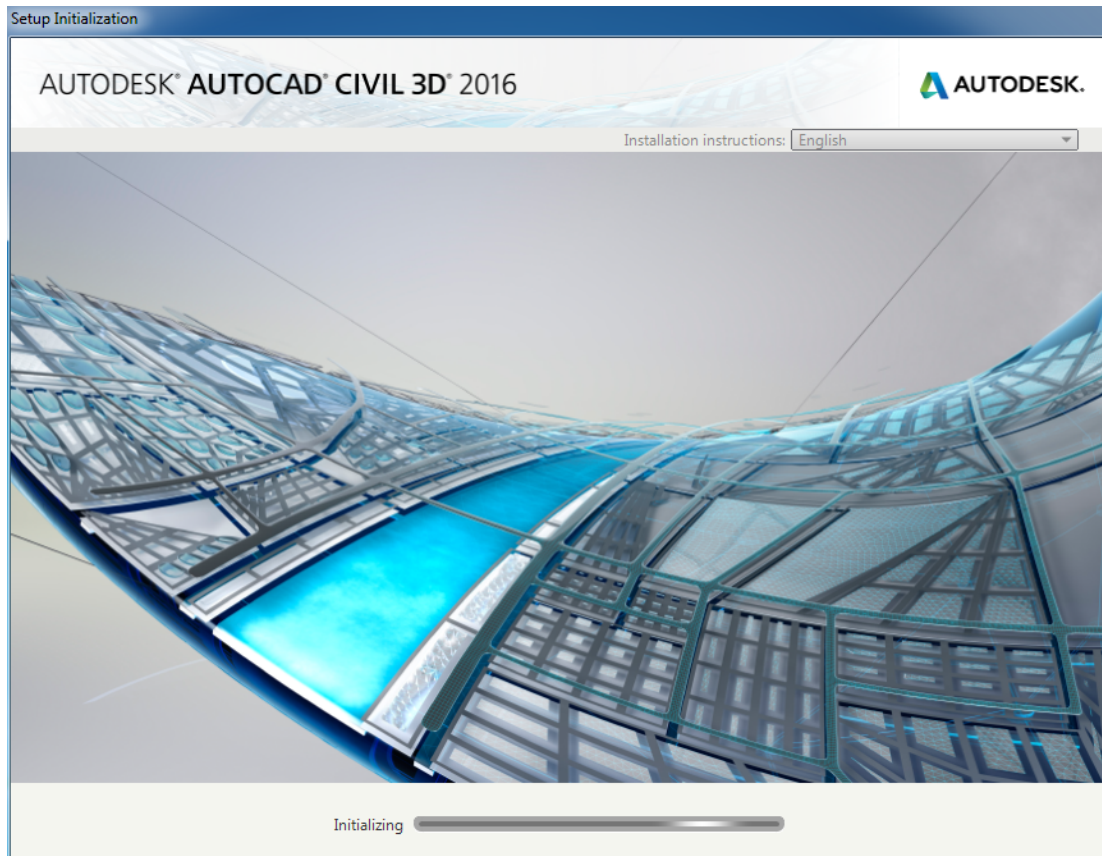 Setup Initialization
AUTODESK® AUTOCAD® CIVIL 3D® 2016
AUTODESK.
Installation instructions: English
Initializing